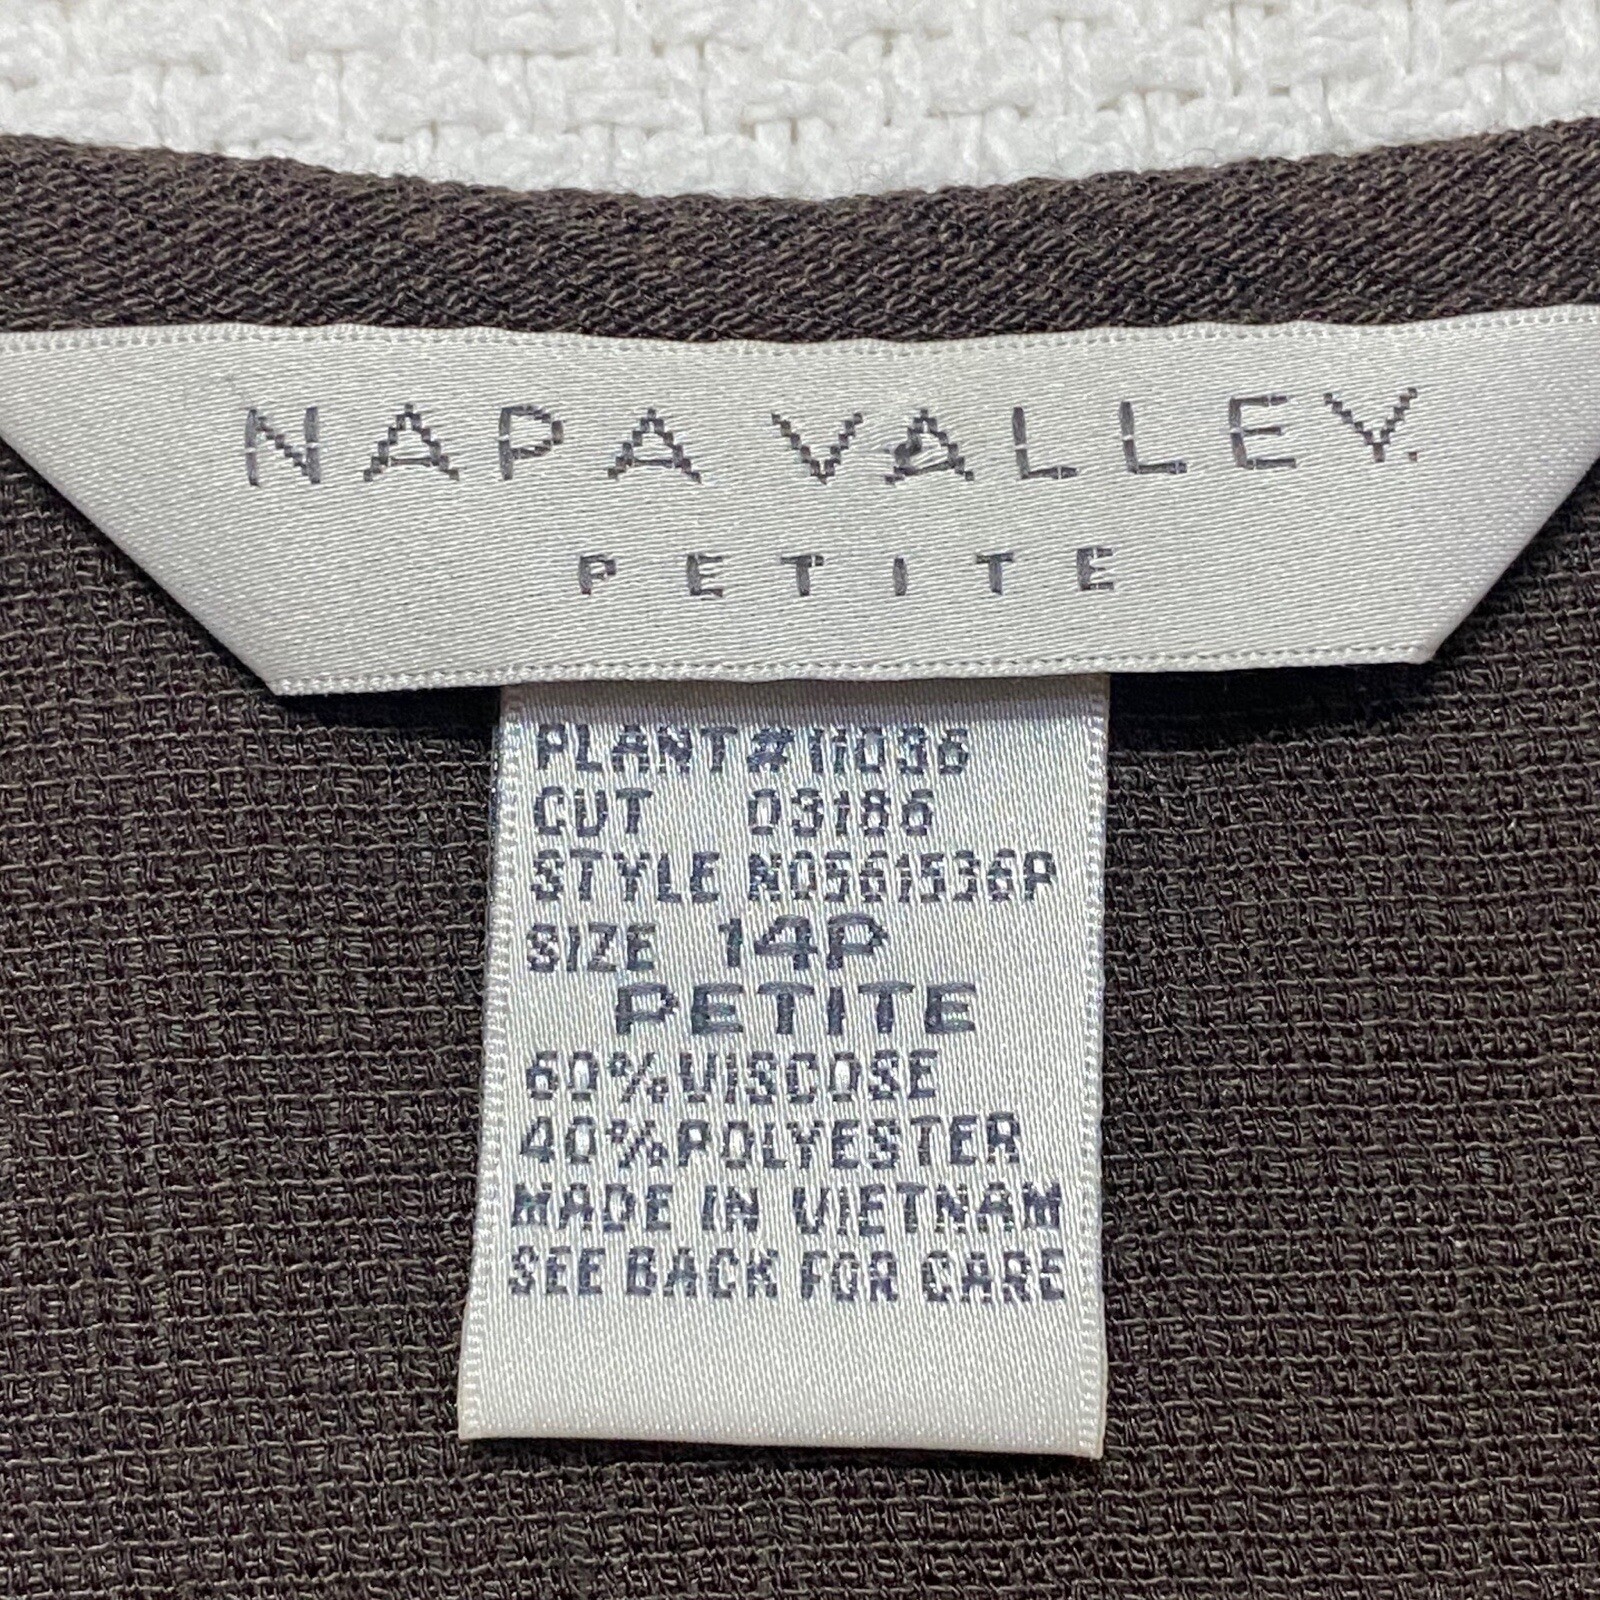 NAPA VALLEY
PETITE
PLANT#11036
CUT 03186
STYLE N0561536P
SIZE 14P
PETITE
60%VISCOSE
40%POLYESTER
MADE IN VIETNAM
SEE BACK FOR CARE